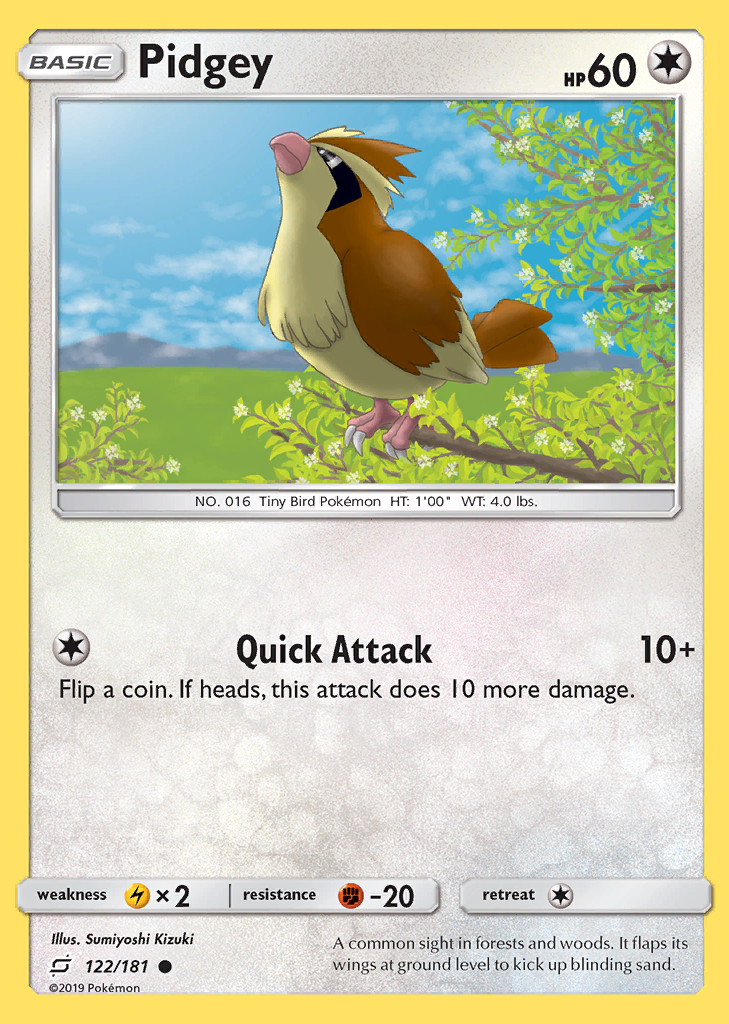 BASIC Pidgey HP60
NO. 016 Tiny Bird Pokémon HT: 1'00" WT: 4.0 lbs.
Quick Attack 10+
Flip a coin. If heads, this attack does 10 more damage.
weakness ×2 resistance -20 retreat
Illus. Sumiyoshi Kizuki
122/181
©2019 Pokémon
A common sight in forests and woods. It flaps its
wings at ground level to kick up blinding sand.